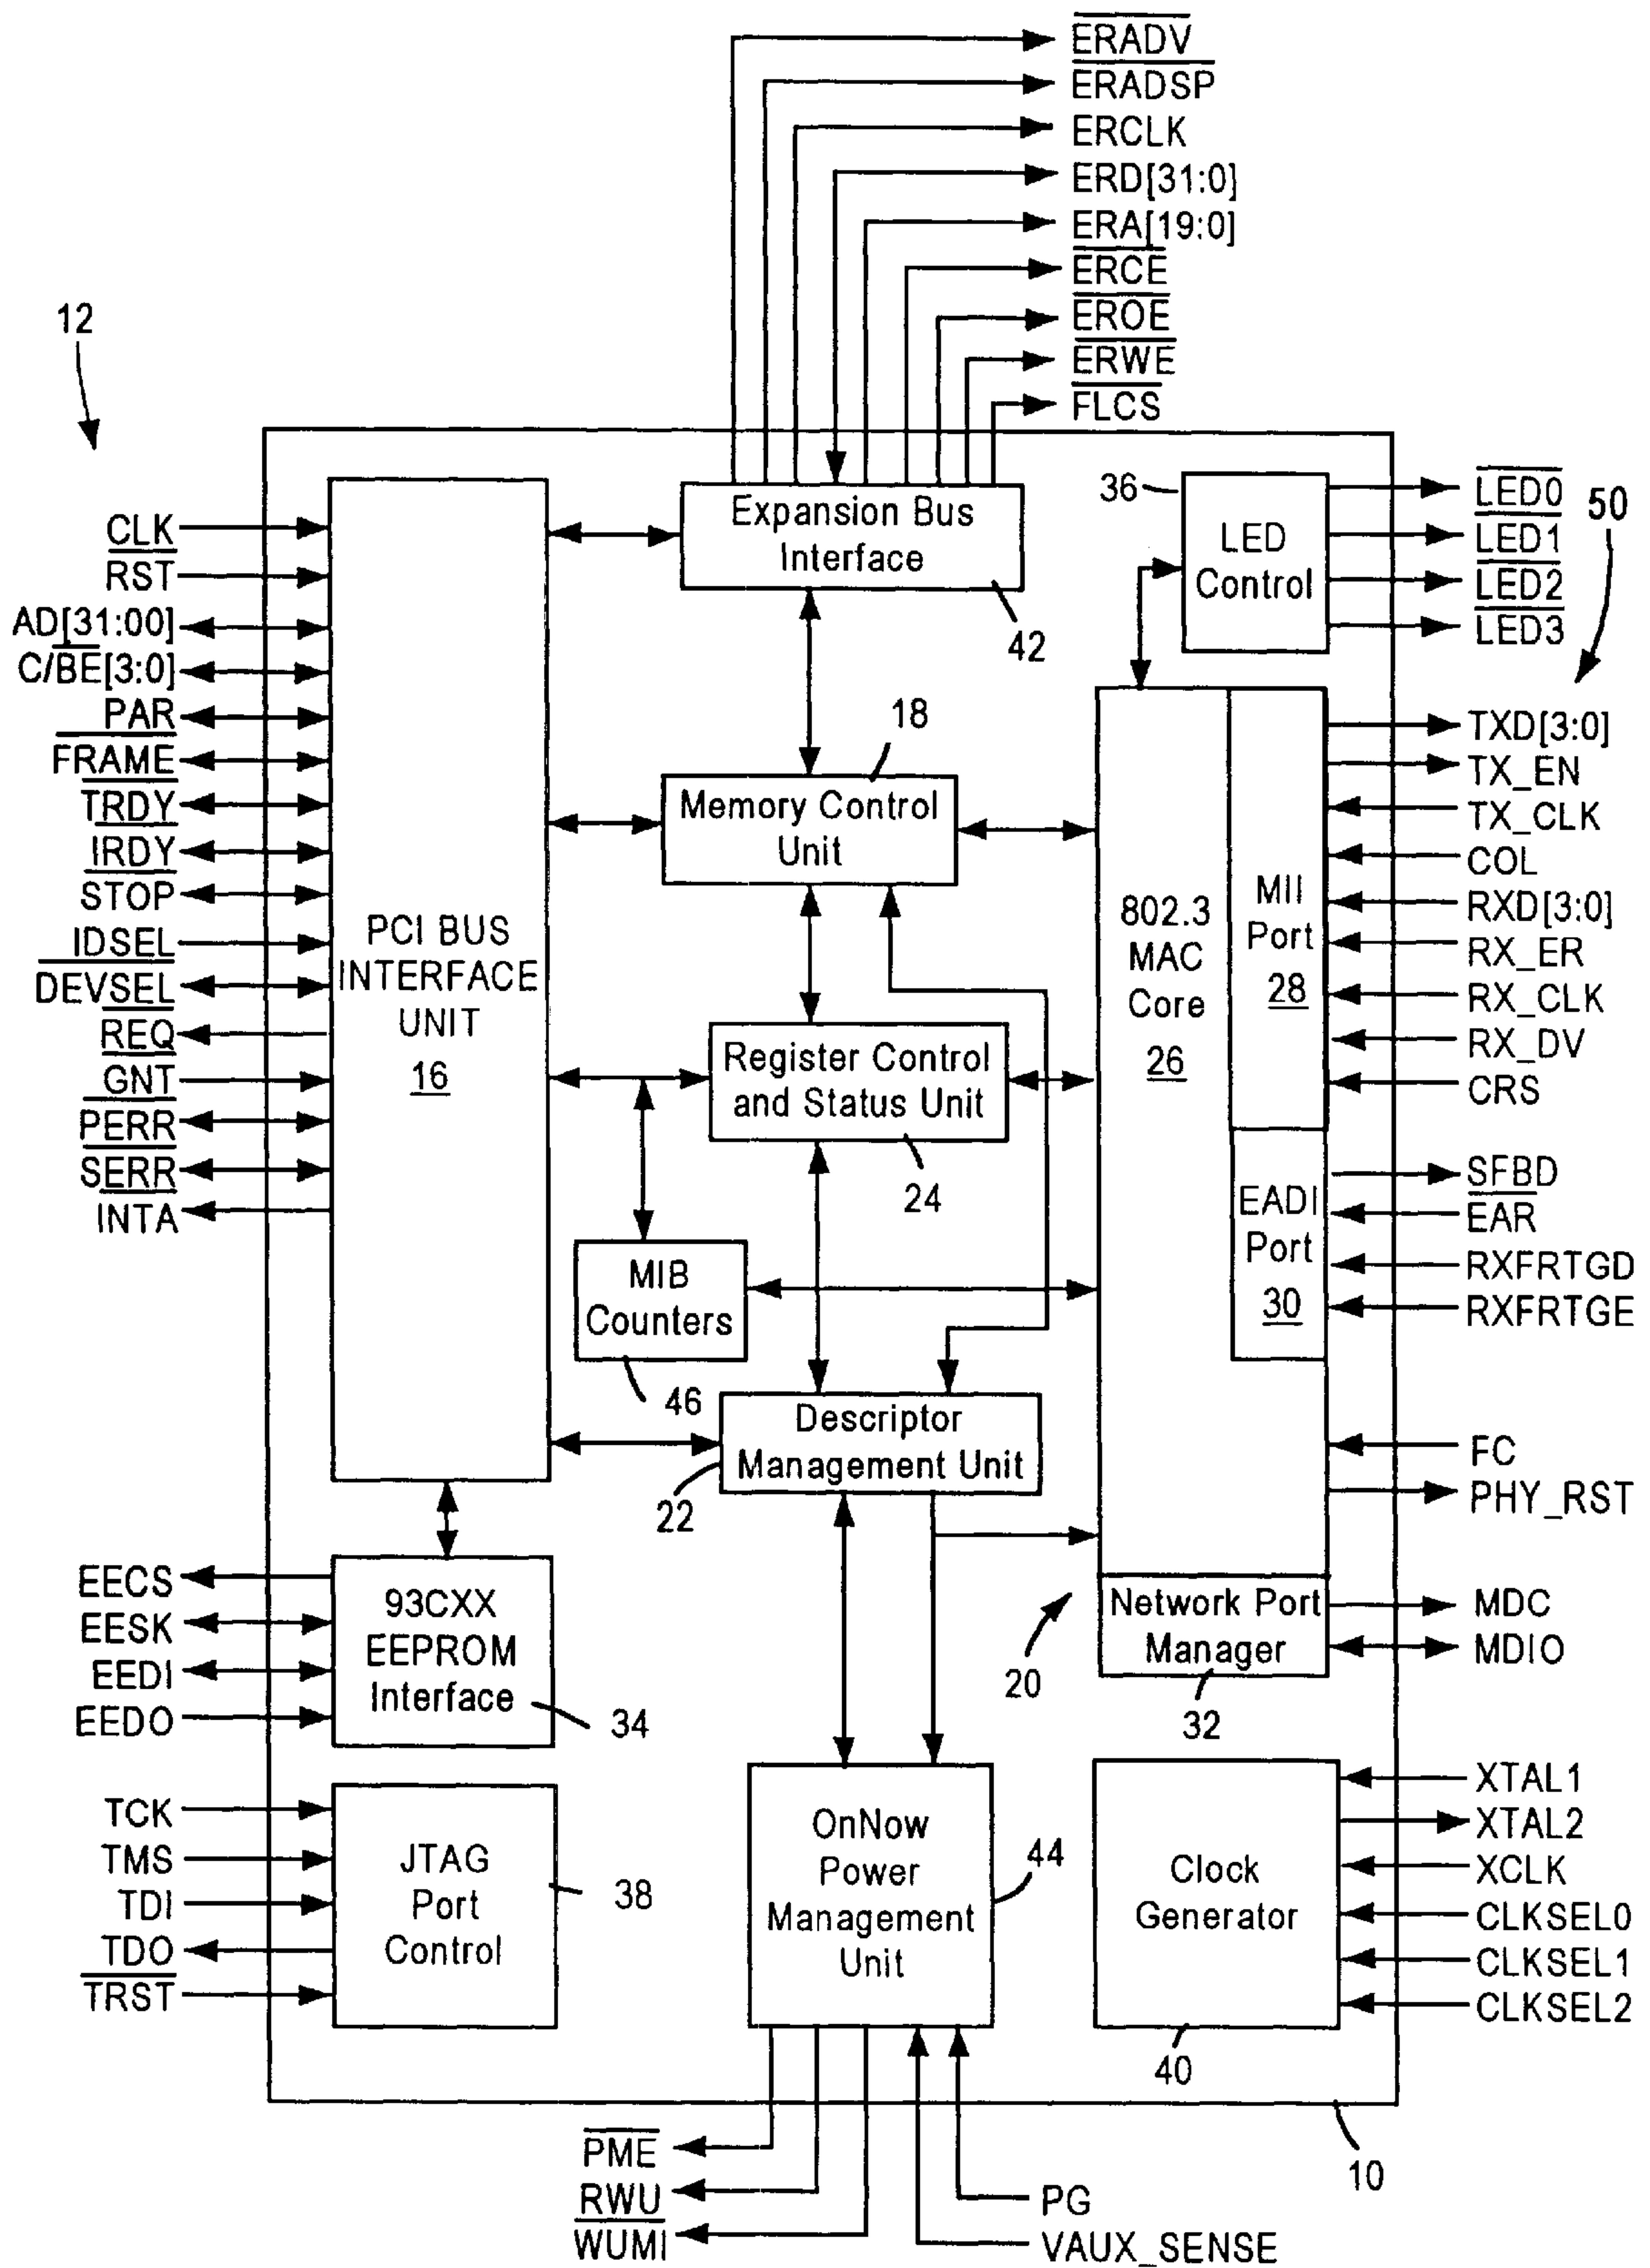 ERADV
ERADSP
ERCLK
ERD[31:0]
ERA[19:0]
ERCE
EROE
ERWE
FLCS
12
CLK
RST
AD[31:00]
C/BE[3:0]
PAR
FRAME
TRDY
IRDY
STOP
IDSEL
DEVSEL
REQ
GNT
PERR
SERR
INTA
PCI BUS
INTERFACE
UNIT
16
Expansion Bus
Interface
42
36
LED
Control
LED0
LED1
LED2
LED3
50
18
Memory Control
Unit
Register Control
and Status Unit
24
MIB
Counters
46
Descriptor
Management Unit
22
802.3
MAC
Core
26
MII
Port
28
EADI
Port
30
TXD[3:0]
TX_EN
TX_CLK
COL
RXD[3:0]
RX_ER
RX_CLK
RX_DV
CRS
SFBD
EAR
RXFRTGD
RXFRTGE
FC
PHY_RST
20
Network Port
Manager
32
MDC
MDIO
EECS
EESK
EEDI
EEDO
93CXX
EEPROM
Interface
34
TCK
TMS
TDI
TDO
TRST
JTAG
Port
Control
38
OnNow
Power
Management
Unit
44
Clock
Generator
40
XTAL1
XTAL2
XCLK
CLKSEL0
CLKSEL1
CLKSEL2
10
PME
RWU
WUMI
PG
VAUX_SENSE